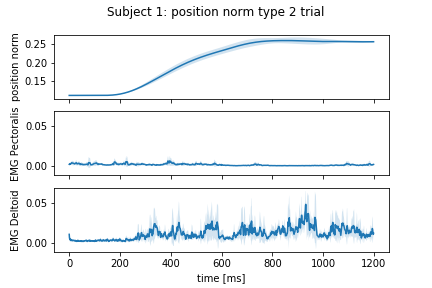 Subject 1: position norm type 2 trial
position norm
0.25
0.20
0.15
EMG Pectoralis
0.05
0.00
EMG Deltoid
0.05
0.00
0 200 400 600 800 1000 1200
time [ms]